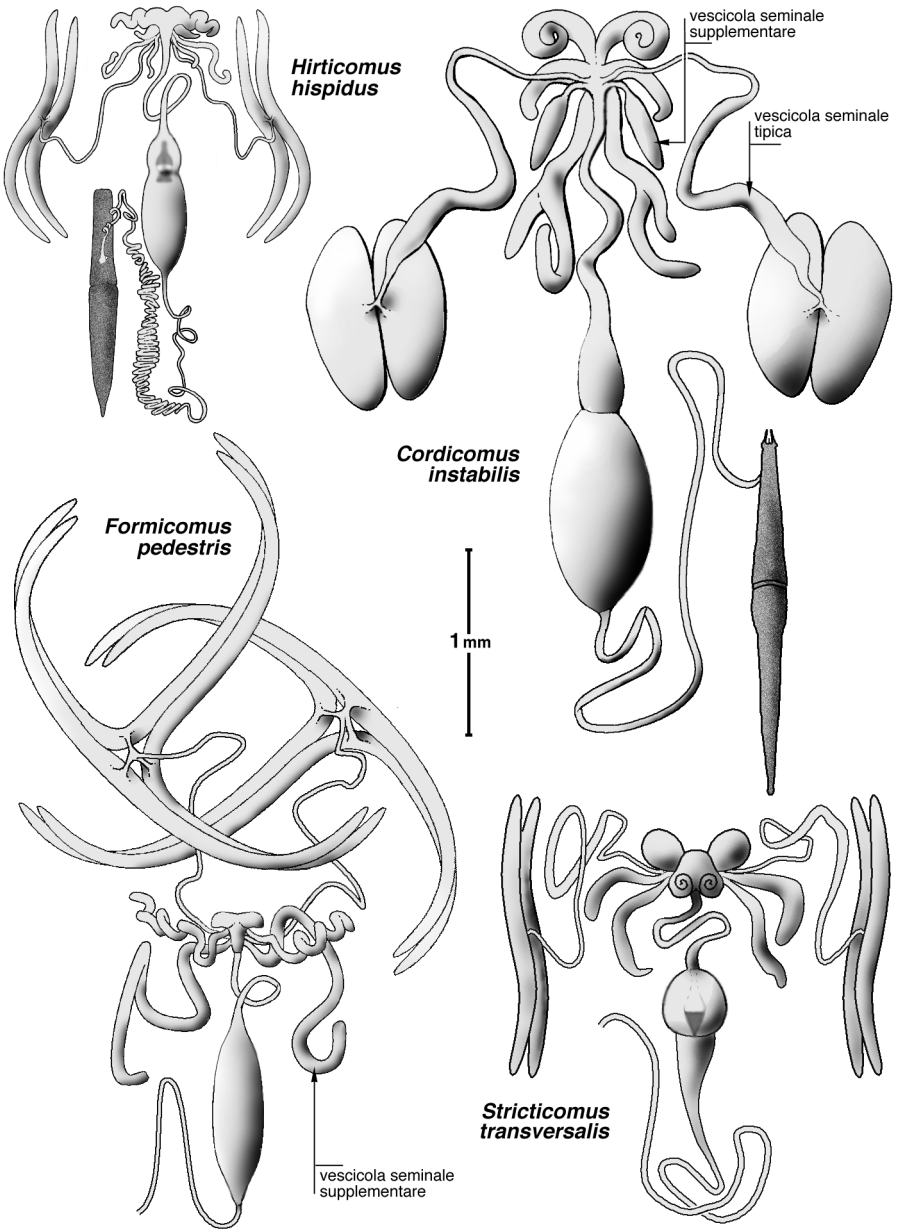 vescicola seminale
supplementare
Hirticomus
hispidus
vescicola seminale
tipica
Cordicomus
instabilis
Formicomus
pedestris
1 mm
Stricticomus
transversalis
vescicola seminale
supplementare